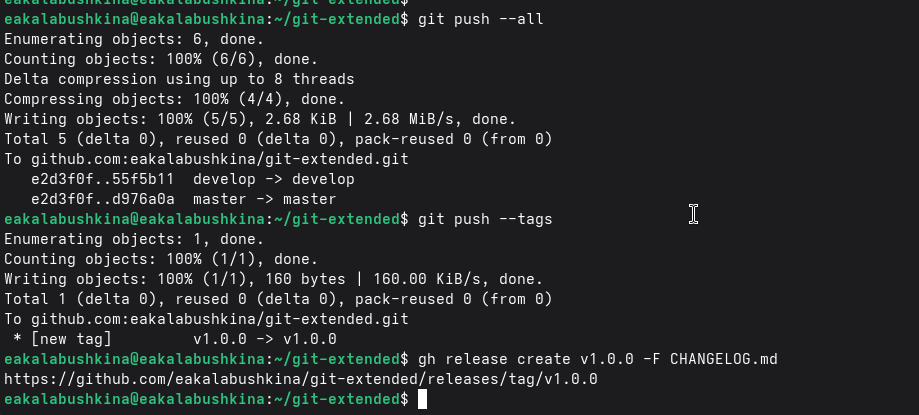 eakalabushkina@eakalabushkina:~/git-extended$ git push --all
Enumerating objects: 6, done.
Counting objects: 100% (6/6), done.
Delta compression using up to 8 threads
Compressing objects: 100% (4/4), done.
Writing objects: 100% (5/5), 2.68 KiB | 2.68 MiB/s, done.
Total 5 (delta 0), reused 0 (delta 0), pack-reused 0 (from 0)
To github.com:eakalabushkina/git-extended.git
   e2d3f0f..55f5b11  develop -> develop
   e2d3f0f..d976a0a  master -> master
eakalabushkina@eakalabushkina:~/git-extended$ git push --tags
Enumerating objects: 1, done.
Counting objects: 100% (1/1), done.
Writing objects: 100% (1/1), 160 bytes | 160.00 KiB/s, done.
Total 1 (delta 0), reused 0 (delta 0), pack-reused 0 (from 0)
To github.com:eakalabushkina/git-extended.git
 * [new tag]         v1.0.0 -> v1.0.0
eakalabushkina@eakalabushkina:~/git-extended$ gh release create v1.0.0 -F CHANGELOG.md
https://github.com/eakalabushkina/git-extended/releases/tag/v1.0.0
eakalabushkina@eakalabushkina:~/git-extended$